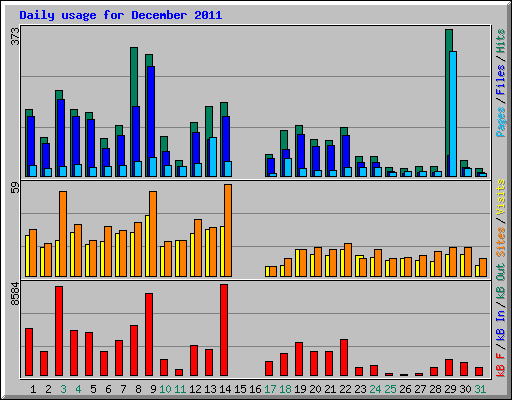 Daily usage for December 2011
373
59
8584
Pages / Files / Hits
Sites / Visits
kB F / kB In / kB Out
1 2 3 4 5 6 7 8 9 10 11 12 13 14 15 16 17 18 19 20 21 22 23 24 25 26 27 28 29 30 31